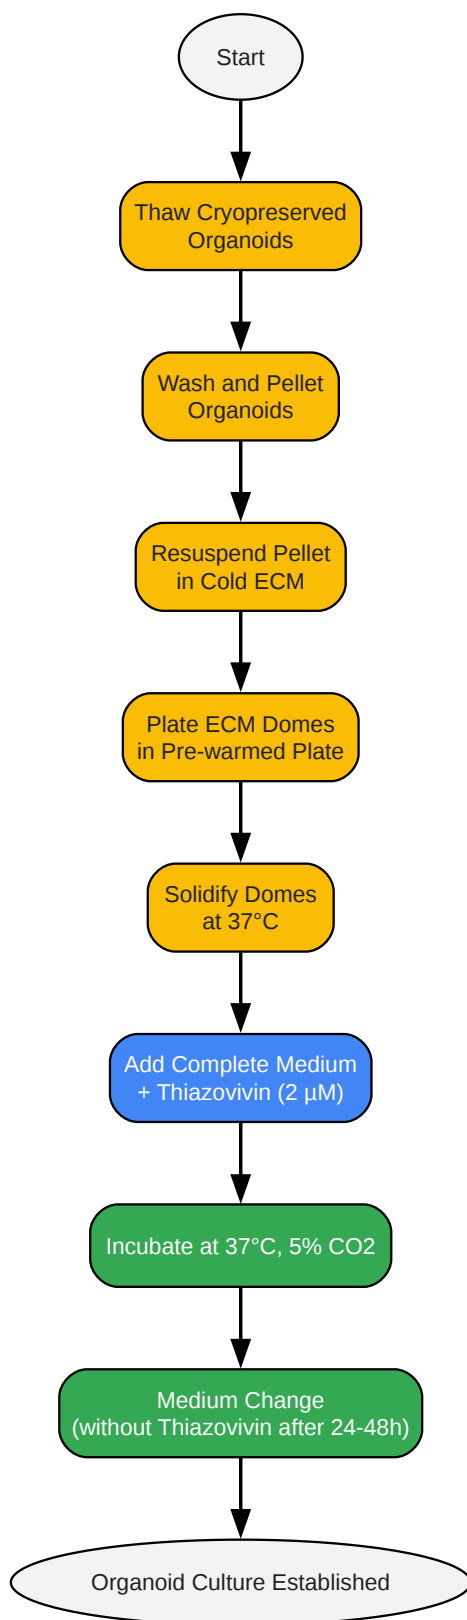 Start
Thaw Cryopreserved
Organoids
Wash and Pellet
Organoids
Resuspend Pellet
in Cold ECM
Plate ECM Domes
in Pre-warmed Plate
Solidify Domes
at 37°C
Add Complete Medium
+ Thiazovivin (2 µM)
Incubate at 37°C, 5% CO2
Medium Change
(without Thiazovivin after 24-48h)
Organoid Culture Established